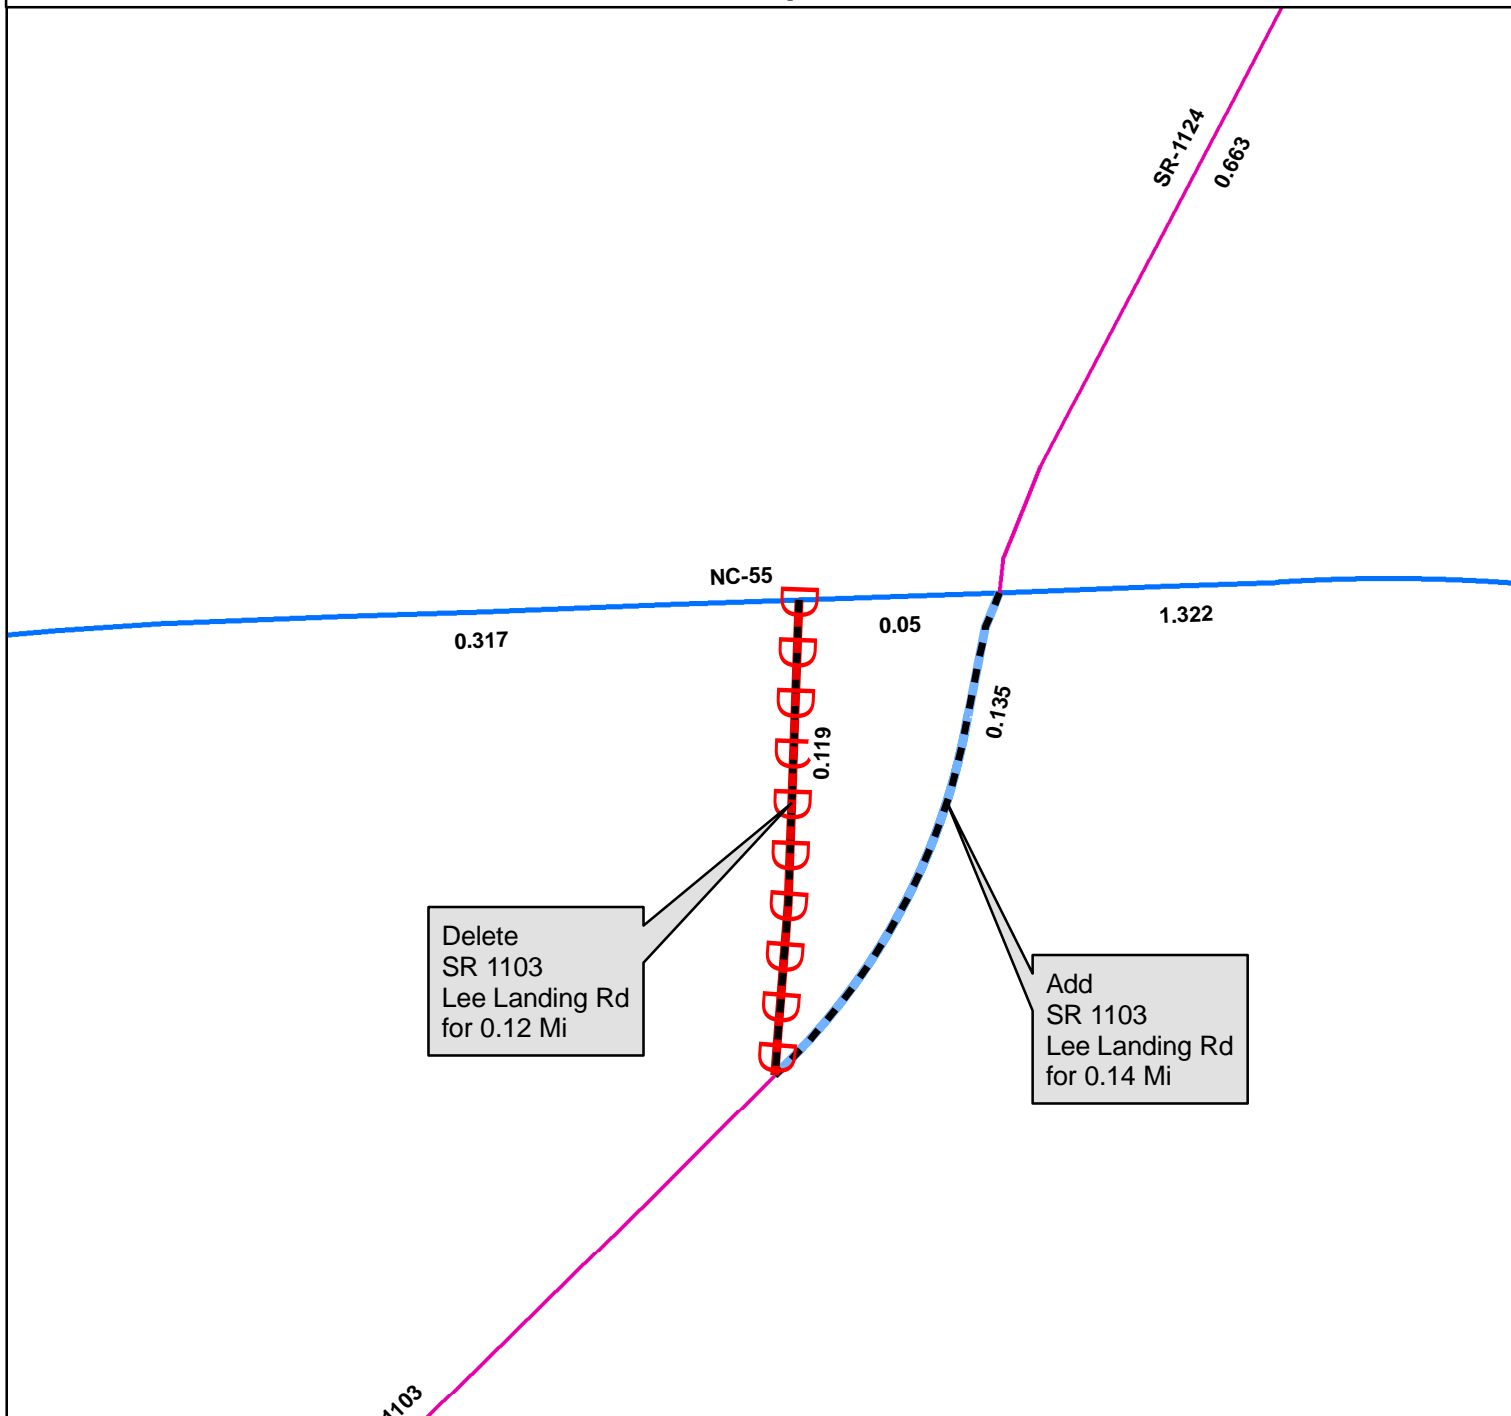 SR-1124
0.663
NC-55
0.317
0.05
1.322
0.119
0.135
Delete
SR 1103
Lee Landing Rd
for 0.12 Mi
Add
SR 1103
Lee Landing Rd
for 0.14 Mi
1103